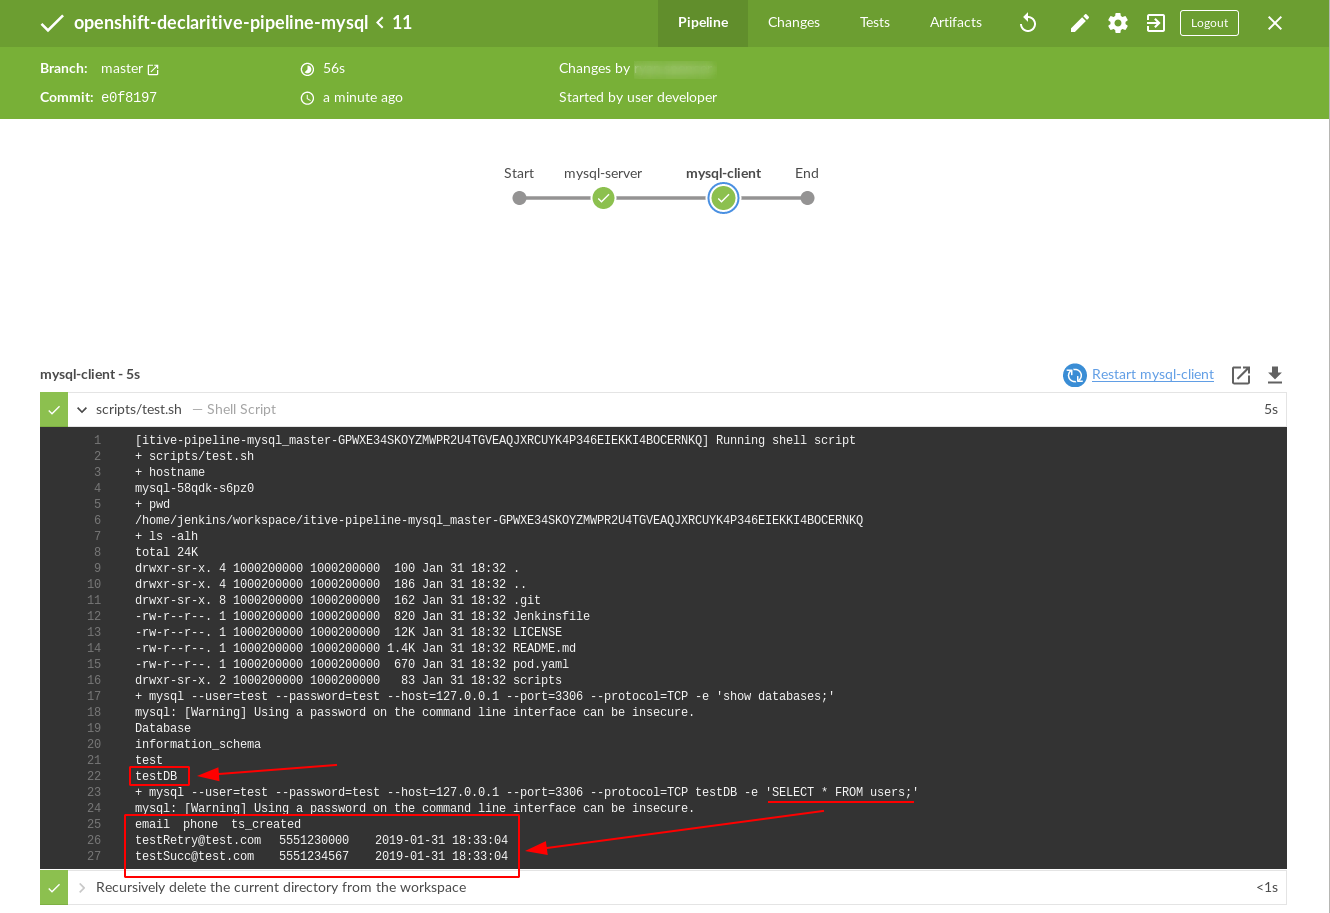 openshift-declaritive-pipeline-mysql < 11
Pipeline Changes Tests Artifacts Logout
Branch: master 56s Changes by
Commit: e0f8197 a minute ago Started by user developer
Start mysql-server mysql-client End
mysql-client - 5s Restart mysql-client
scripts/test.sh — Shell Script 5s
1 [itive-pipeline-mysql_master-GPWXE34SKOYZMWPR2U4TGVEAQJXRCUYK4P346EIEKKI4BOCERNKQ] Running shell script
2 + scripts/test.sh
3 + hostname
4 mysql-58qdk-s6pz0
5 + pwd
6 /home/jenkins/workspace/itive-pipeline-mysql_master-GPWXE34SKOYZMWPR2U4TGVEAQJXRCUYK4P346EIEKKI4BOCERNKQ
7 + ls -alh
8 total 24K
9 drwxr-sr-x. 4 1000200000 1000200000  100 Jan 31 18:32 .
10 drwxr-sr-x. 4 1000200000 1000200000  186 Jan 31 18:32 ..
11 drwxr-sr-x. 8 1000200000 1000200000  162 Jan 31 18:32 .git
12 -rw-r--r--. 1 1000200000 1000200000  820 Jan 31 18:32 Jenkinsfile
13 -rw-r--r--. 1 1000200000 1000200000  12K Jan 31 18:32 LICENSE
14 -rw-r--r--. 1 1000200000 1000200000 1.4K Jan 31 18:32 README.md
15 -rw-r--r--. 1 1000200000 1000200000  670 Jan 31 18:32 pod.yaml
16 drwxr-sr-x. 2 1000200000 1000200000   83 Jan 31 18:32 scripts
17 + mysql --user=test --password=test --host=127.0.0.1 --port=3306 --protocol=TCP -e 'show databases;'
18 mysql: [Warning] Using a password on the command line interface can be insecure.
19 Database
20 information_schema
21 test
22 testDB
23 + mysql --user=test --password=test --host=127.0.0.1 --port=3306 --protocol=TCP testDB -e 'SELECT * FROM users;'
24 mysql: [Warning] Using a password on the command line interface can be insecure.
25 email phone ts_created
26 testRetry@test.com 5551230000 2019-01-31 18:33:04
27 testSucc@test.com 5551234567 2019-01-31 18:33:04
Recursively delete the current directory from the workspace <1s